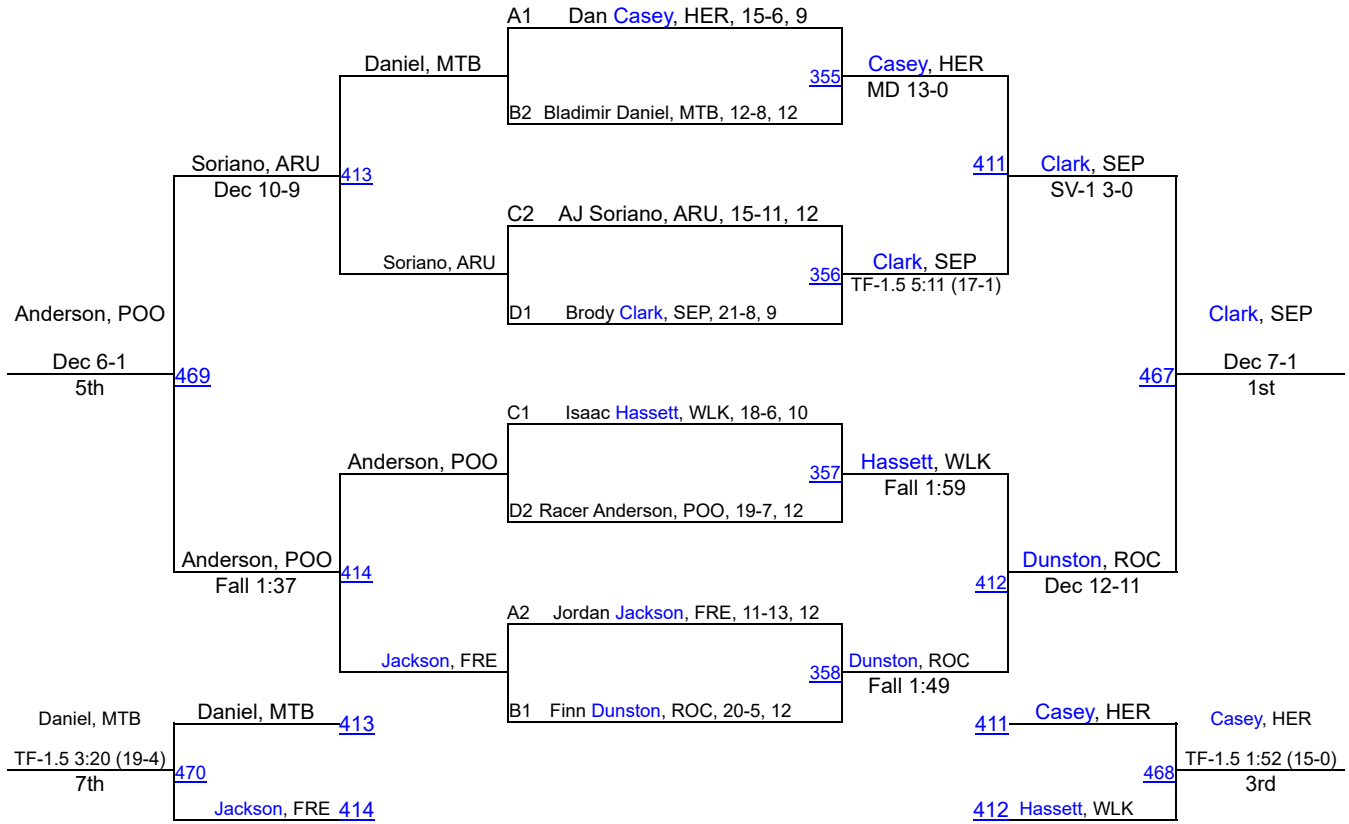 A1 Dan Casey, HER, 15-6, 9
Daniel, MTB
355
Casey, HER
MD 13-0
B2 Bladimir Daniel, MTB, 12-8, 12
Soriano, ARU
Dec 10-9
413
411
Clark, SEP
SV-1 3-0
C2 AJ Soriano, ARU, 15-11, 12
Soriano, ARU
356
Clark, SEP
TF-1.5 5:11 (17-1)
D1 Brody Clark, SEP, 21-8, 9
Anderson, POO
Dec 6-1
5th
469
467
Clark, SEP
Dec 7-1
1st
C1 Isaac Hassett, WLK, 18-6, 10
Anderson, POO
357
Hassett, WLK
Fall 1:59
D2 Racer Anderson, POO, 19-7, 12
Anderson, POO
Fall 1:37
414
412
Dunston, ROC
Dec 12-11
A2 Jordan Jackson, FRE, 11-13, 12
Jackson, FRE
358
Dunston, ROC
Fall 1:49
B1 Finn Dunston, ROC, 20-5, 12
Daniel, MTB
TF-1.5 3:20 (19-4)
7th
Daniel, MTB 413
470
Jackson, FRE 414
411 Casey, HER
468
412 Hassett, WLK
Casey, HER
TF-1.5 1:52 (15-0)
3rd